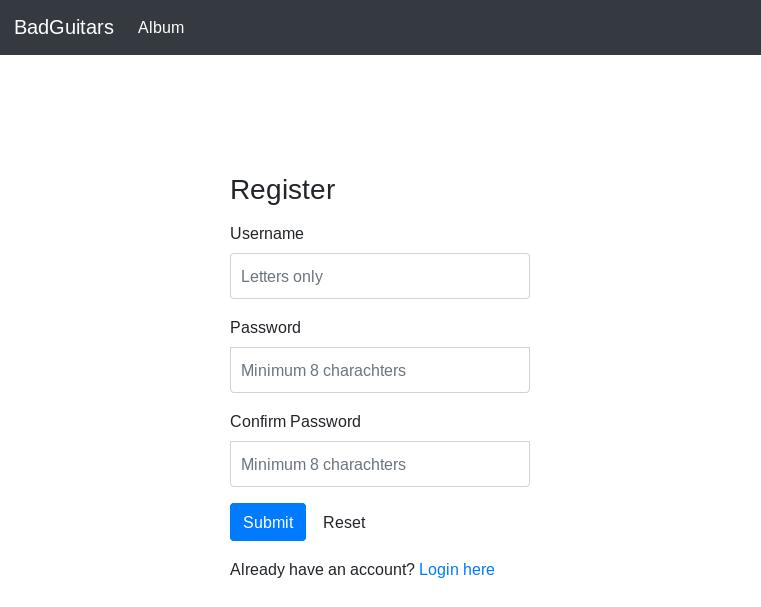 BadGuitars Album
Register
Username
Letters only
Password
Minimum 8 charachters
Confirm Password
Minimum 8 charachters
Submit Reset
Already have an account? Login here